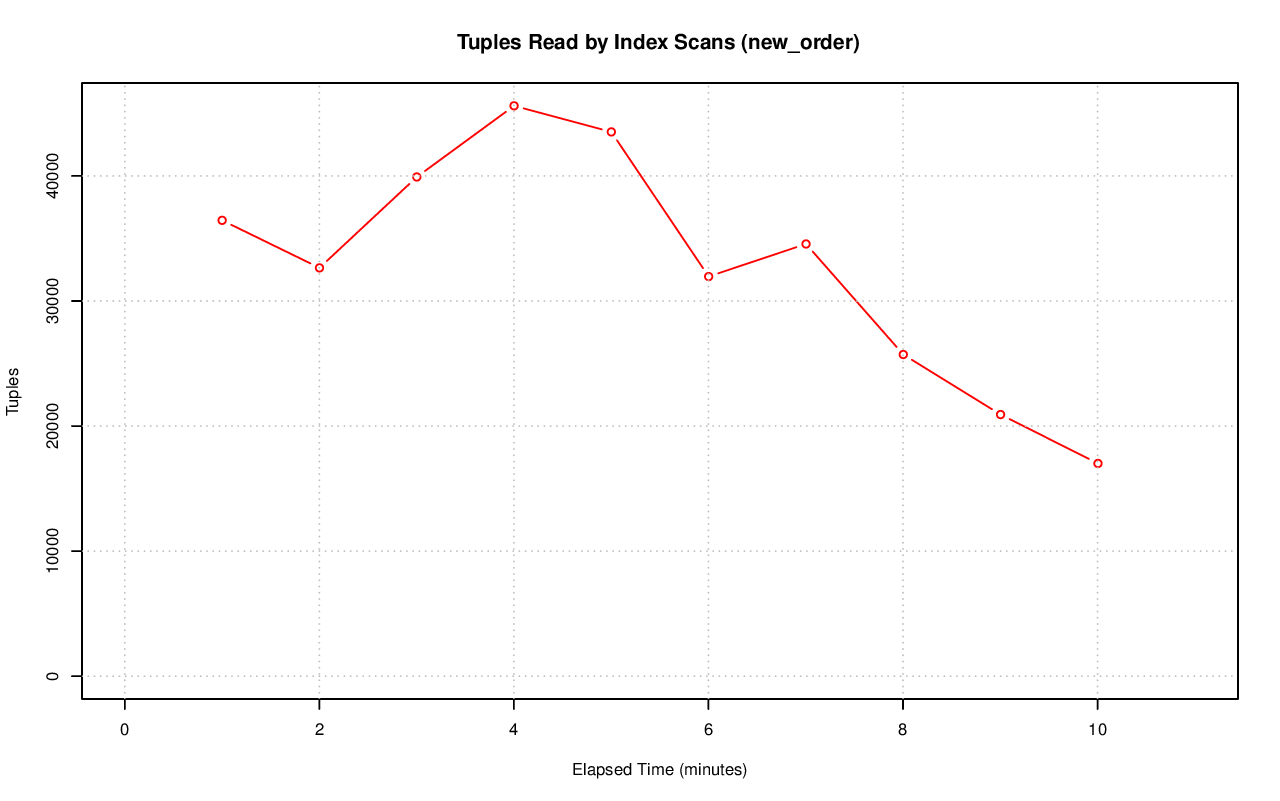 Tuples Read by Index Scans (new_order)
Tuples
40000
30000
20000
10000
0
0 2 4 6 8 10
Elapsed Time (minutes)